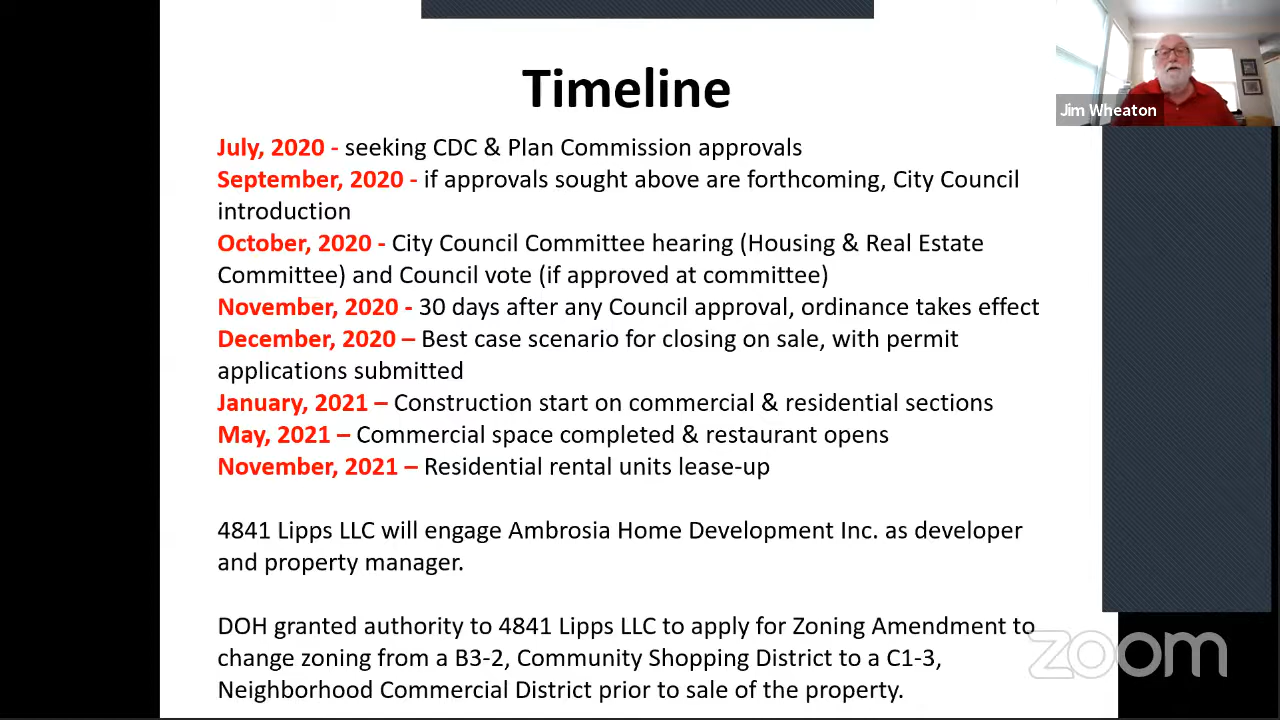 Timeline
Jim Wheaton
July, 2020 - seeking CDC & Plan Commission approvals
September, 2020 - if approvals sought above are forthcoming, City Council
introduction
October, 2020 - City Council Committee hearing (Housing & Real Estate
Committee) and Council vote (if approved at committee)
November, 2020 - 30 days after any Council approval, ordinance takes effect
December, 2020 – Best case scenario for closing on sale, with permit
applications submitted
January, 2021 – Construction start on commercial & residential sections
May, 2021 – Commercial space completed & restaurant opens
November, 2021 – Residential rental units lease-up
4841 Lipps LLC will engage Ambrosia Home Development Inc. as developer
and property manager.
DOH granted authority to 4841 Lipps LLC to apply for Zoning Amendment to
change zoning from a B3-2, Community Shopping District to a C1-3,
Neighborhood Commercial District prior to sale of the property.
zoom